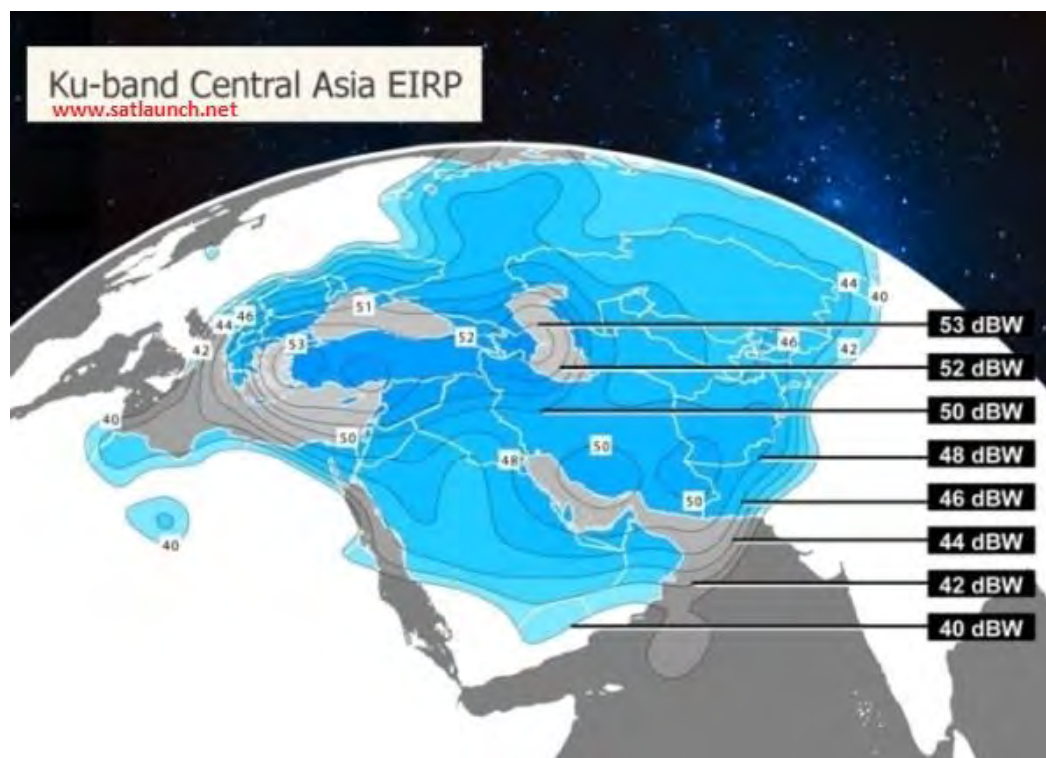 Ku-band Central Asia EIRP
www.satlaunch.net
51
44
40
46
44
53
52
46
42
42
53 dBW
52 dBW
50 dBW
40
50
50
48
50
48 dBW
46 dBW
40
44 dBW
42 dBW
40 dBW